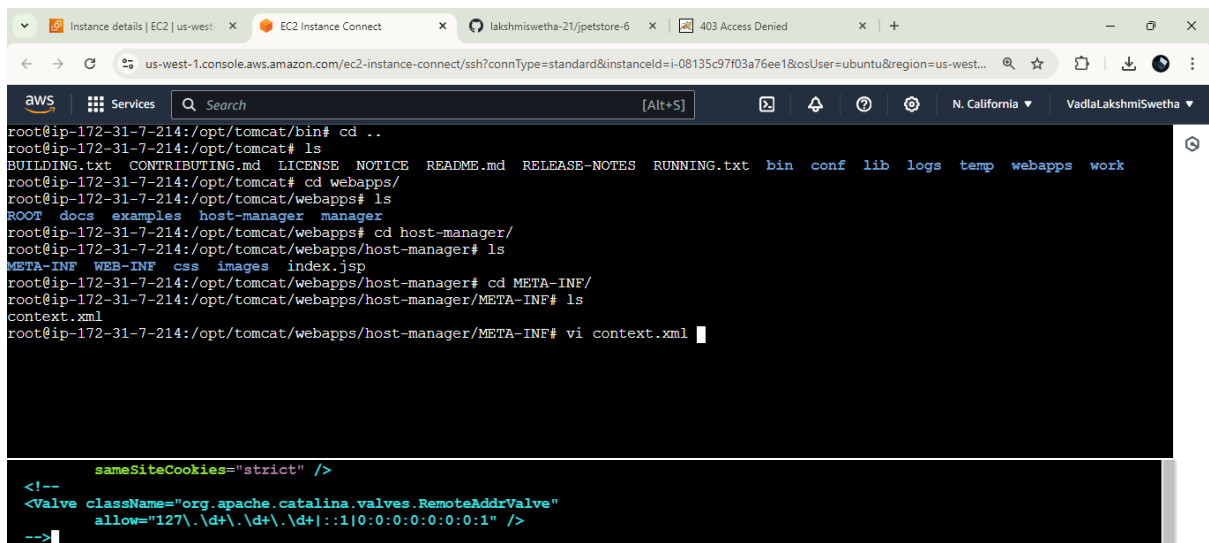 Instance details | EC2 | us-west-
EC2 Instance Connect
lakshmiswetha-21/jpetstore-6
403 Access Denied
us-west-1.console.aws.amazon.com/ec2-instance-connect/ssh?connType=standard&instanceId=i-08135c97f03a76ee1&osUser=ubuntu&region=us-west...
aws Services Search [Alt+S] N. California ▼ VadlaLakshmiSwetha ▼
root@ip-172-31-7-214:/opt/tomcat/bin# cd ..
root@ip-172-31-7-214:/opt/tomcat# ls
BUILDING.txt CONTRIBUTING.md LICENSE NOTICE README.md RELEASE-NOTES RUNNING.txt bin conf lib logs temp webapps work
root@ip-172-31-7-214:/opt/tomcat# cd webapps/
root@ip-172-31-7-214:/opt/tomcat/webapps# ls
ROOT docs examples host-manager manager
root@ip-172-31-7-214:/opt/tomcat/webapps# cd host-manager/
root@ip-172-31-7-214:/opt/tomcat/webapps/host-manager# ls
META-INF WEB-INF css images index.jsp
root@ip-172-31-7-214:/opt/tomcat/webapps/host-manager# cd META-INF/
root@ip-172-31-7-214:/opt/tomcat/webapps/host-manager/META-INF# ls
context.xml
root@ip-172-31-7-214:/opt/tomcat/webapps/host-manager/META-INF# vi context.xml
sameSiteCookies="strict" />
<!--
<Valve className="org.apache.catalina.valves.RemoteAddrValve"
allow="127\.\d+\.\d+\.\d+|::1|0:0:0:0:0:0:0:1" />
-->